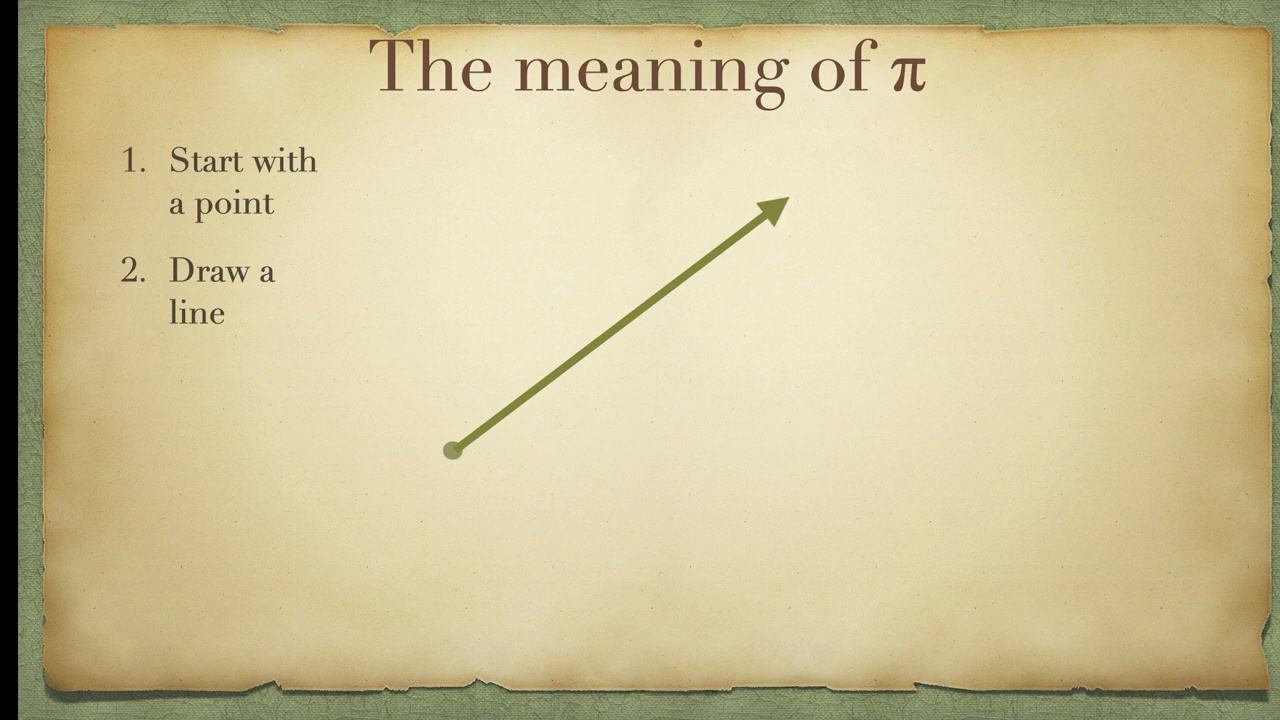 The meaning of π
1. Start with
a point
2. Draw a
line